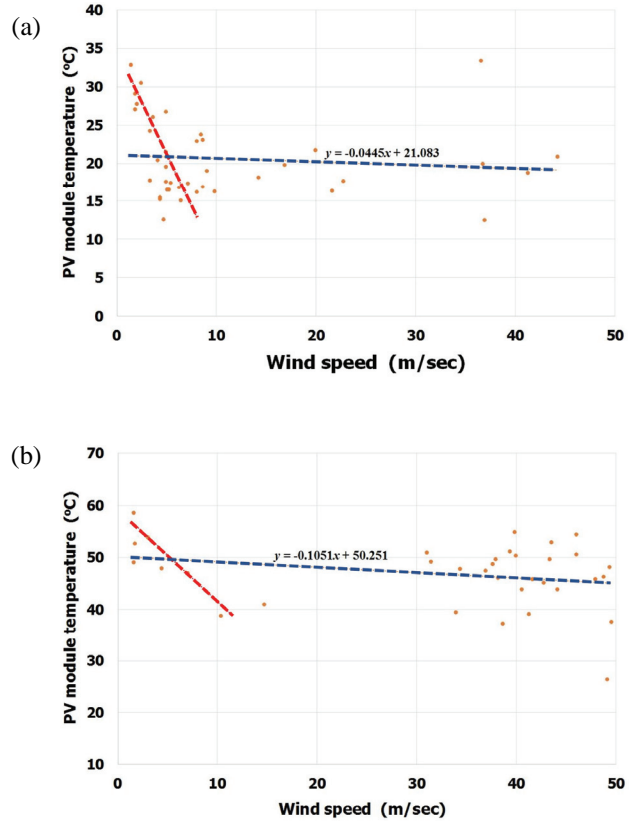 (a)
PV module temperature (ᵒC)
40
35
30
25
20
15
10
5
0
y = -0.0445x + 21.083
0 10 20 30 40 50
Wind speed (m/sec)
(b)
PV module temperature (ᵒC)
70
60
50
40
30
20
10
y = -0.1051x + 50.251
0 10 20 30 40 50
Wind speed (m/sec)